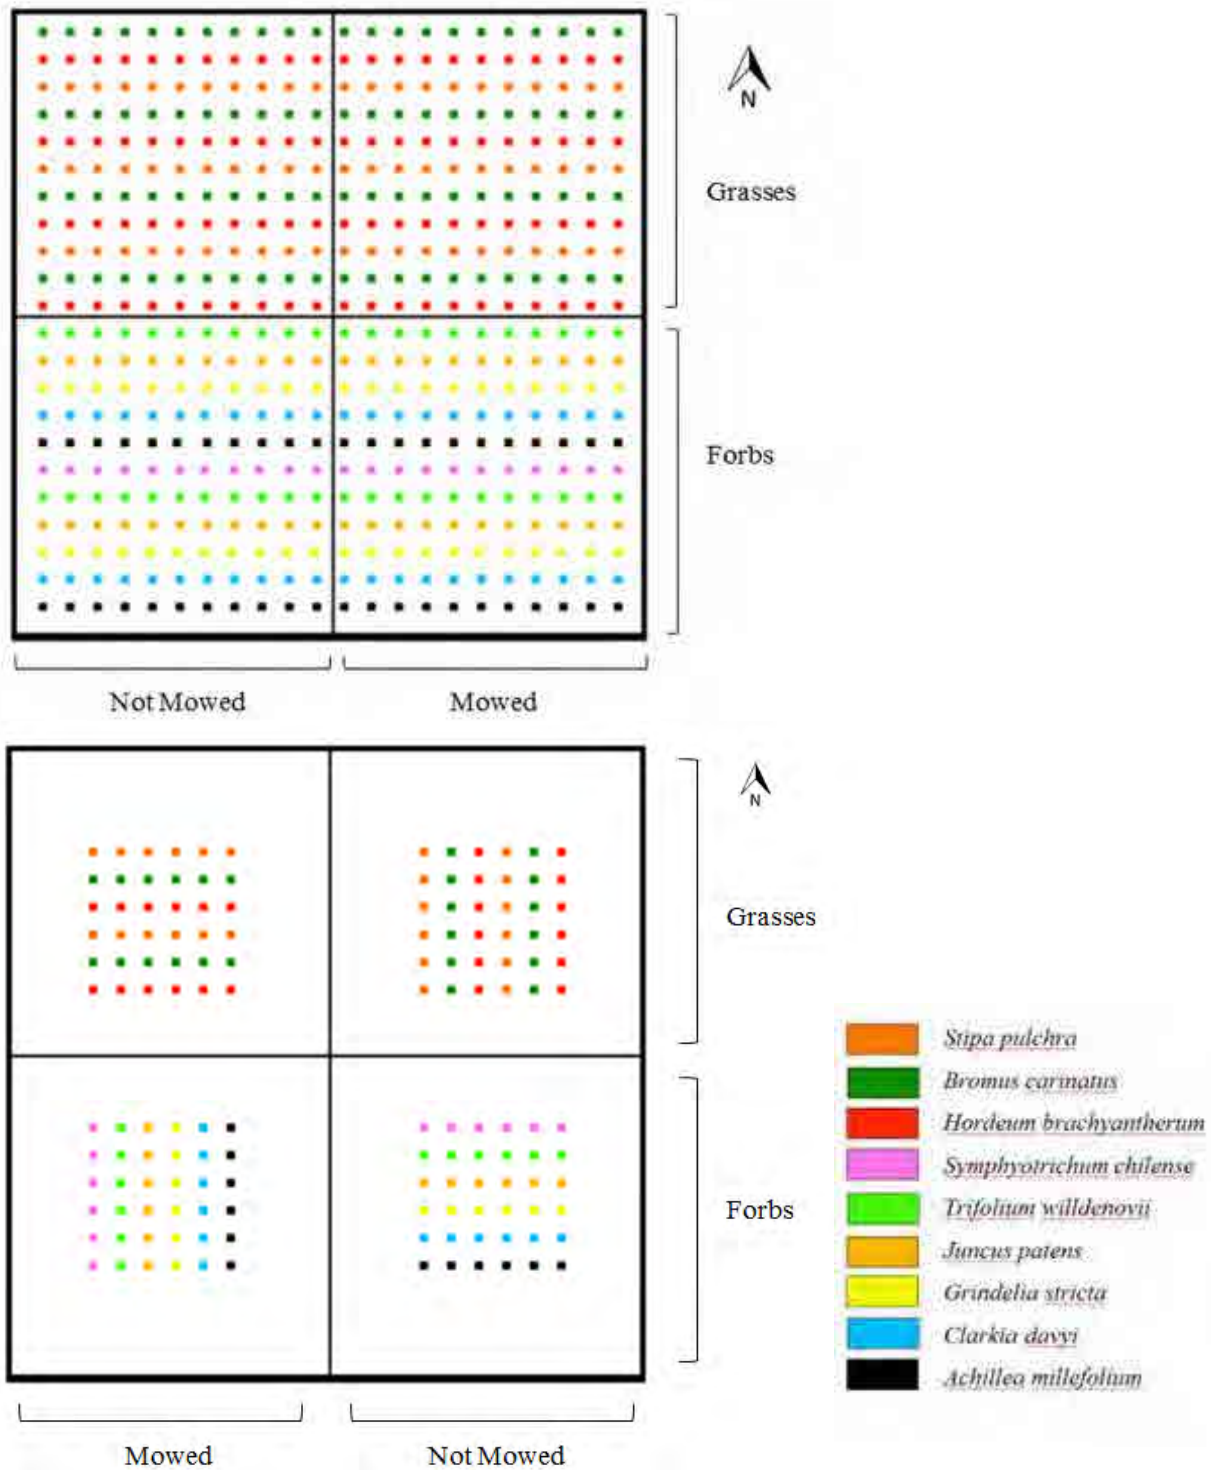 N
Grasses
Forbs
Not Mowed
Mowed
N
Grasses
Forbs
Stipa pulchra
Bromus carinatus
Hordeum brachyantherum
Symphyotrichum chilense
Trifolium willdenovii
Juncus patens
Grindelia stricta
Clarkia davyi
Achillea millefolium
Mowed
Not Mowed